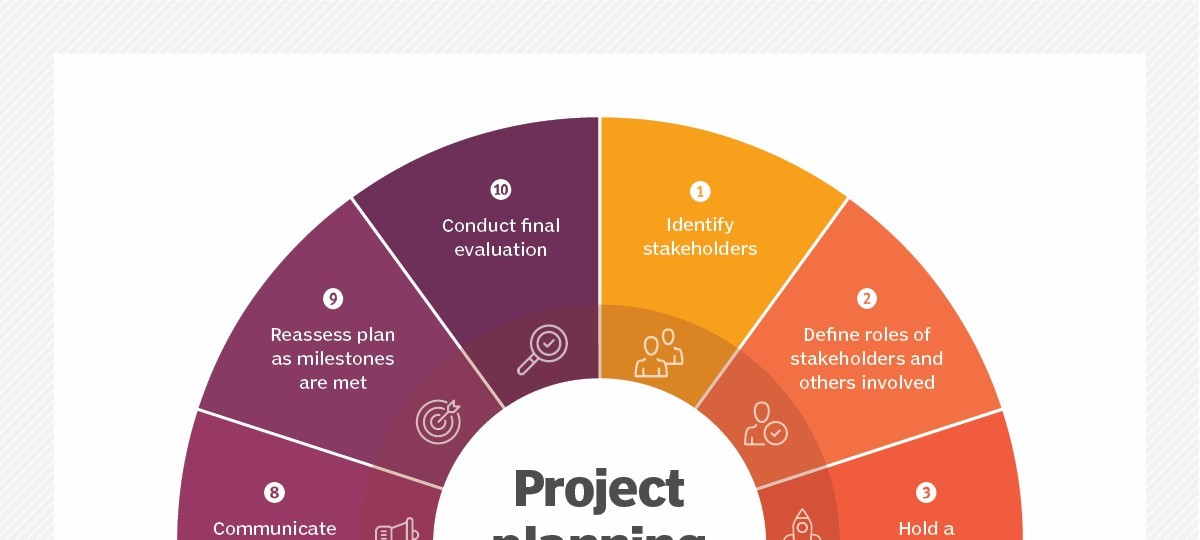 1
Identify
stakeholders
2
Define roles of
stakeholders and
others involved
3
Hold a
8
Communicate
9
Reassess plan
as milestones
are met
10
Conduct final
evaluation
Project
planning